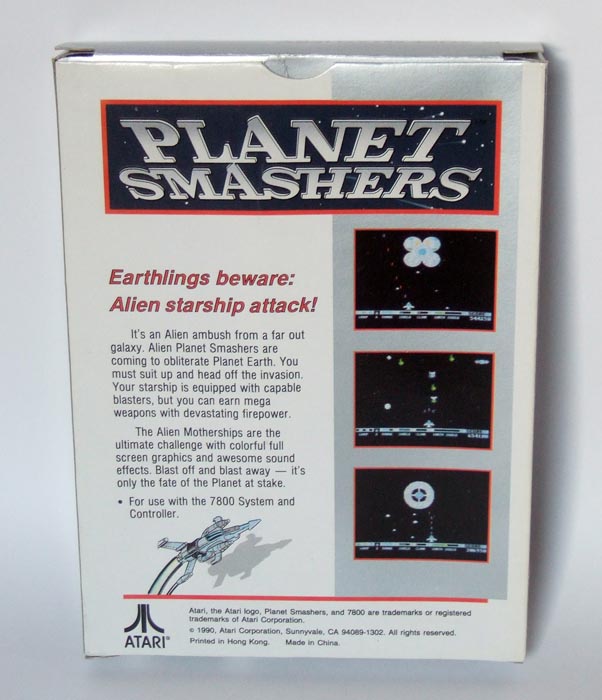 PLANET
SMASHERS
Earthlings beware:
Alien starship attack!
It's an Alien ambush from a far out
galaxy. Alien Planet Smashers are
coming to obliterate Planet Earth. You
must suit up and head off the invasion.
Your starship is equipped with capable
blasters, but you can earn mega
weapons with devastating firepower.
The Alien Motherships are the
ultimate challenge with colorful full
screen graphics and awesome sound
effects. Blast off and blast away — it's
only the fate of the Planet at stake.
• For use with the 7800 System and
Controller.
ATARI®
Atari, the Atari logo, Planet Smashers, and 7800 are trademarks or registered
trademarks of Atari Corporation.
© 1990, Atari Corporation, Sunnyvale, CA 94089-1302. All rights reserved.
Printed in Hong Kong. Made in China.